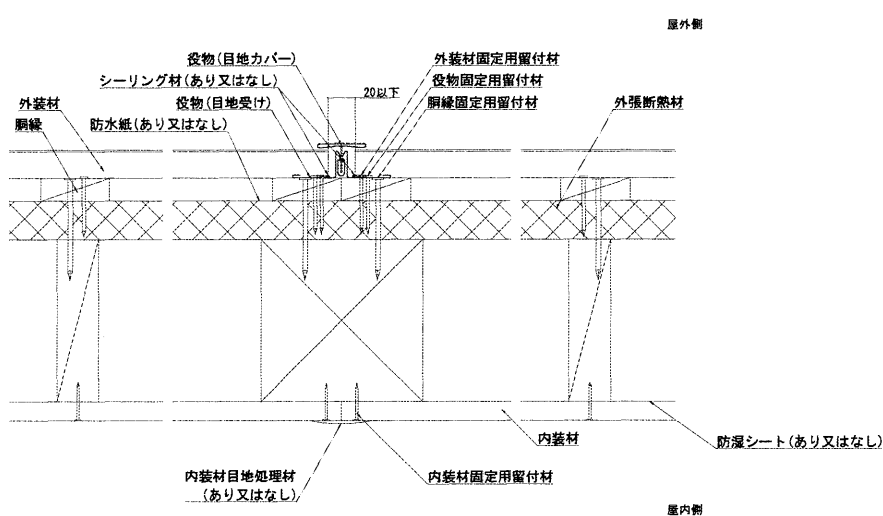 屋外側
役物(目地カバー)
外装材固定用留付材
シーリング材(あり又はなし)
役物固定用留付材
20以下
外装材
役物(目地受け)
胴縁固定用留付材
外張断熱材
胴縁
防水紙(あり又はなし)
内装材
防湿シート(あり又はなし)
内装材目地処理材
(あり又はなし)
内装材固定用留付材
屋内側